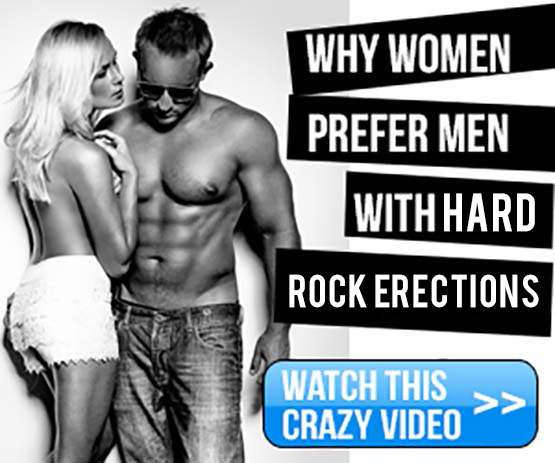 WHY WOMEN
PREFER MEN
WITH HARD
ROCK ERECTIONS
WATCH THIS
CRAZY VIDEO >>